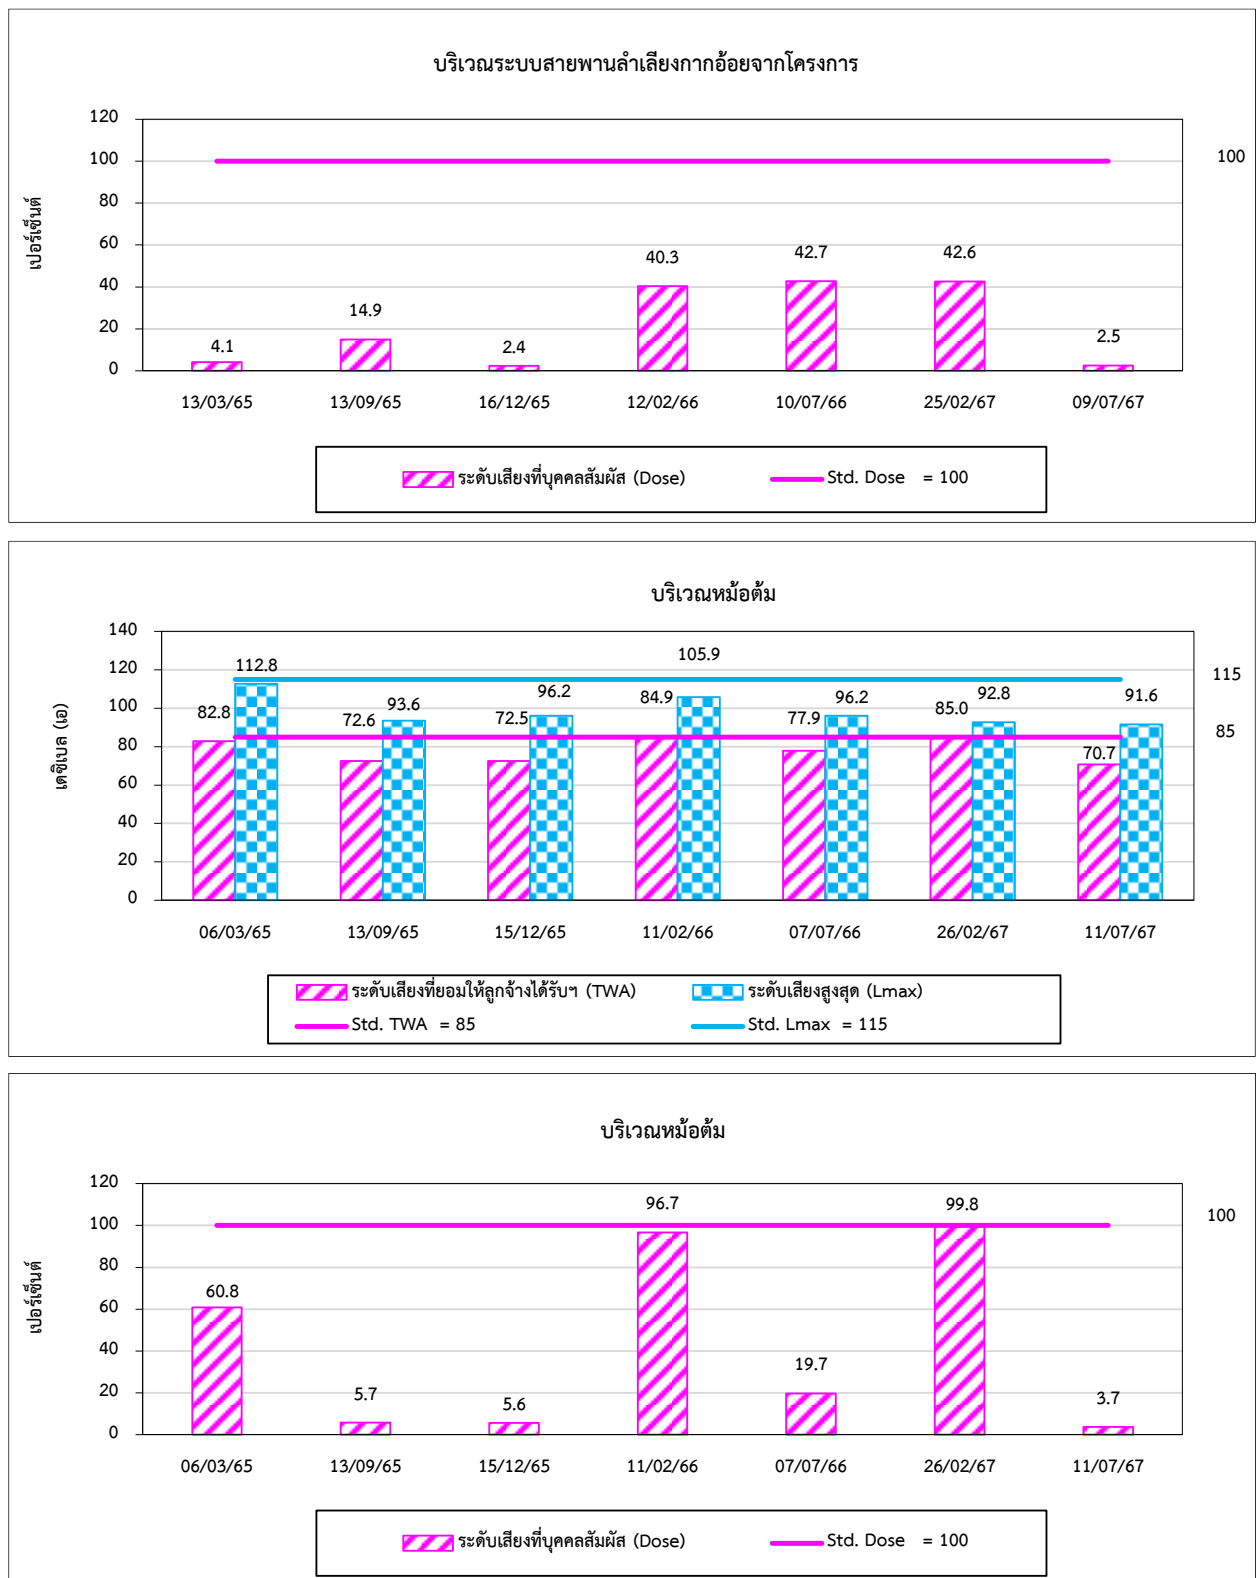 บริเวณระบบสายพานลำเลียงกากอ้อยจากโครงการ
เปอร์เซ็นต์
120
100
80
60
40
20
0
100
4.1 14.9 2.4 40.3 42.7 42.6 2.5
13/03/65 13/09/65 16/12/65 12/02/66 10/07/66 25/02/67 09/07/67
ระดับเสียงที่บุคคลสัมผัส (Dose) Std. Dose = 100
บริเวณหม้อต้ม
เดซิเบล (เอ)
140
120
100
80
60
40
20
0
115
85
82.8 112.8 72.6 93.6 72.5 96.2 84.9 105.9 77.9 96.2 85.0 92.8 70.7 91.6
06/03/65 13/09/65 15/12/65 11/02/66 07/07/66 26/02/67 11/07/67
ระดับเสียงที่ยอมให้ลูกจ้างได้รับฯ (TWA) ระดับเสียงสูงสุด (Lmax)
Std. TWA = 85 Std. Lmax = 115
บริเวณหม้อต้ม
เปอร์เซ็นต์
120
100
80
60
40
20
0
100
60.8 5.7 5.6 96.7 19.7 99.8 3.7
06/03/65 13/09/65 15/12/65 11/02/66 07/07/66 26/02/67 11/07/67
ระดับเสียงที่บุคคลสัมผัส (Dose) Std. Dose = 100